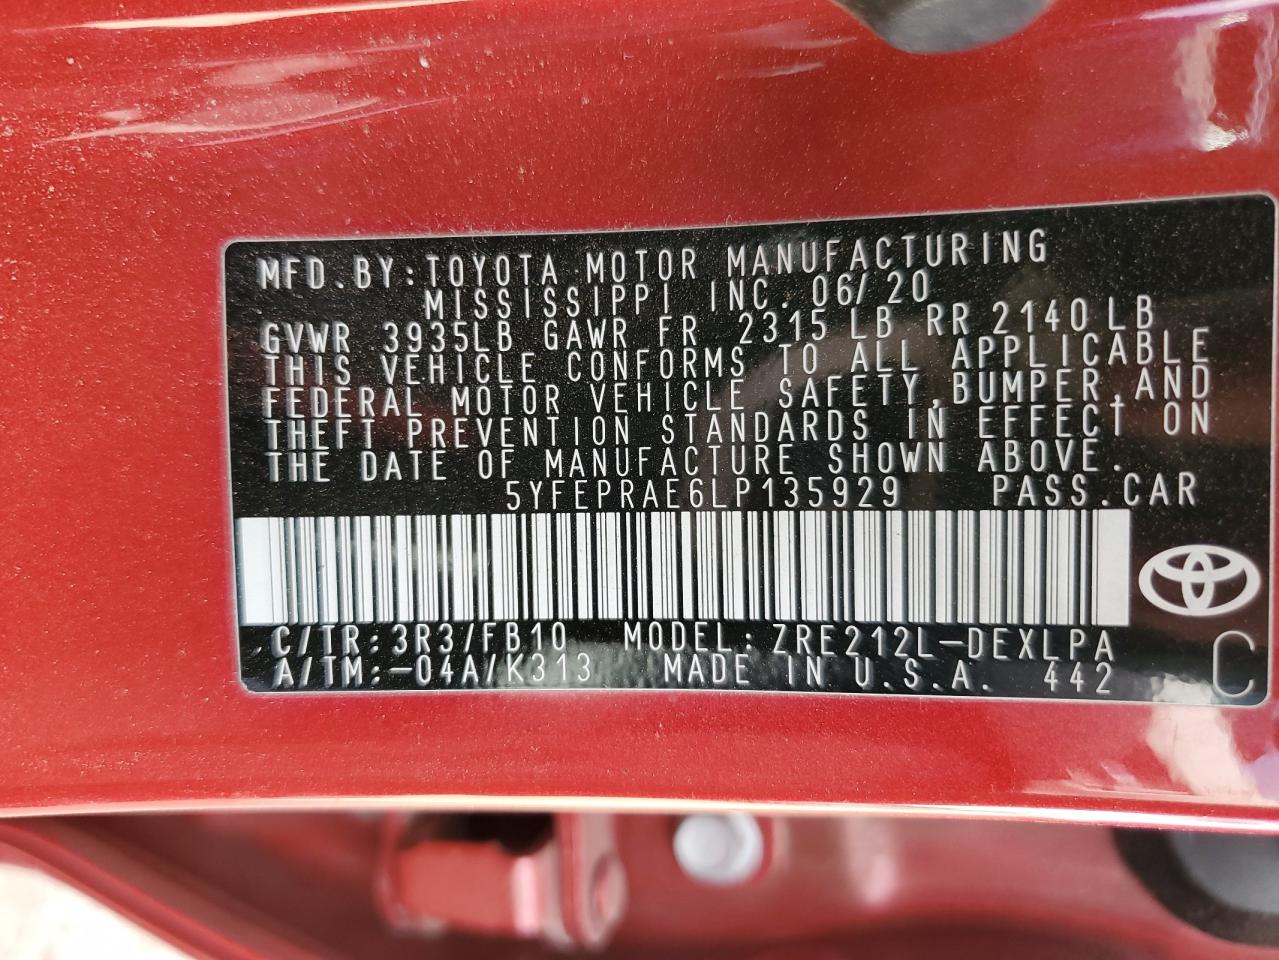 MFD.BY:TOYOTA MOTOR MANUFACTURING
MISSISSIPPI INC. 06/20
GVWR 3935LB GAWR FR 2315 LB RR 2140 LB
THIS VEHICLE CONFORMS TO ALL APPLICABLE
FEDERAL MOTOR VEHICLE SAFETY,BUMPER,AND
THEFT PREVENTION STANDARDS IN EFFECT ON
THE DATE OF MANUFACTURE SHOWN ABOVE.
5YFEPRAE6LP135929 PASS.CAR
C/TR:3R3/FB10 MODEL:ZRE212L-DEXLPA
A/TM:-04A/K313 MADE IN U.S.A. 442
C